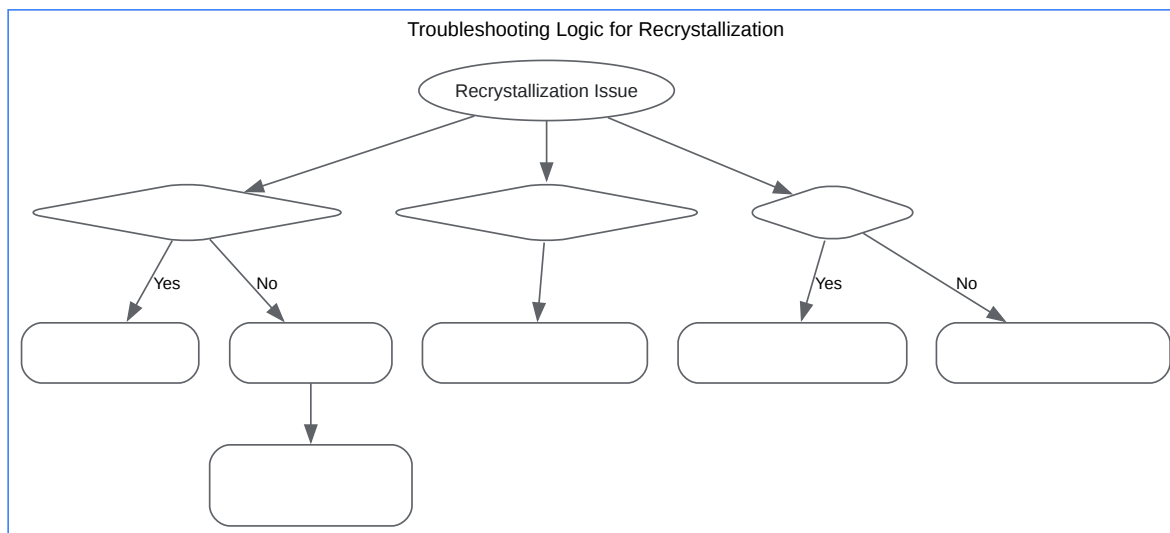 Troubleshooting Logic for Recrystallization
Recrystallization Issue
Yes
No
Yes
No